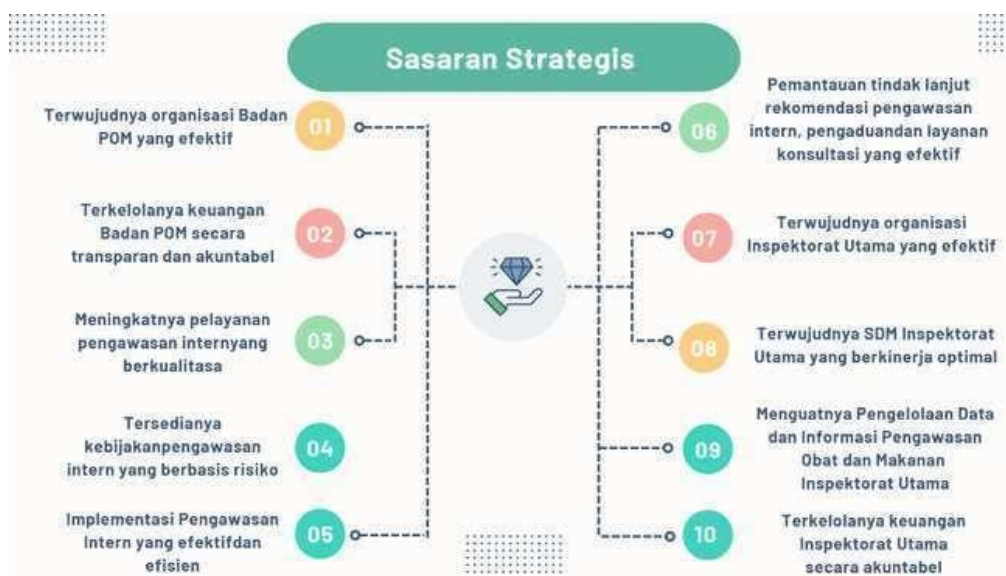 Sasaran Strategis
Terwujudnya organisasi Badan
POM yang efektif
01
Terkelolanya keuangan
Badan POM secara
transparan dan akuntabel
02
Meningkatnya pelayanan
pengawasan internyang
berkualitasa
03
Tersedianya
kebijakanpengawasan
intern yang berbasis risiko
04
Implementasi Pengawasan
Intern yang efektifdan
efisien
05
06
Pemantauan tindak lanjut
rekomendasi pengawasan
intern, pengaduandan layanan
konsultasi yang efektif
07
Terwujudnya organisasi
Inspektorat Utama yang efektif
08
Terwujudnya SDM Inspektorat
Utama yang berkinerja optimal
09
Menguatnya Pengelolaan Data
dan Informasi Pengawasan
Obat dan Makanan
Inspektorat Utama
10
Terkelolanya keuangan
Inspektorat Utama
secara akuntabel